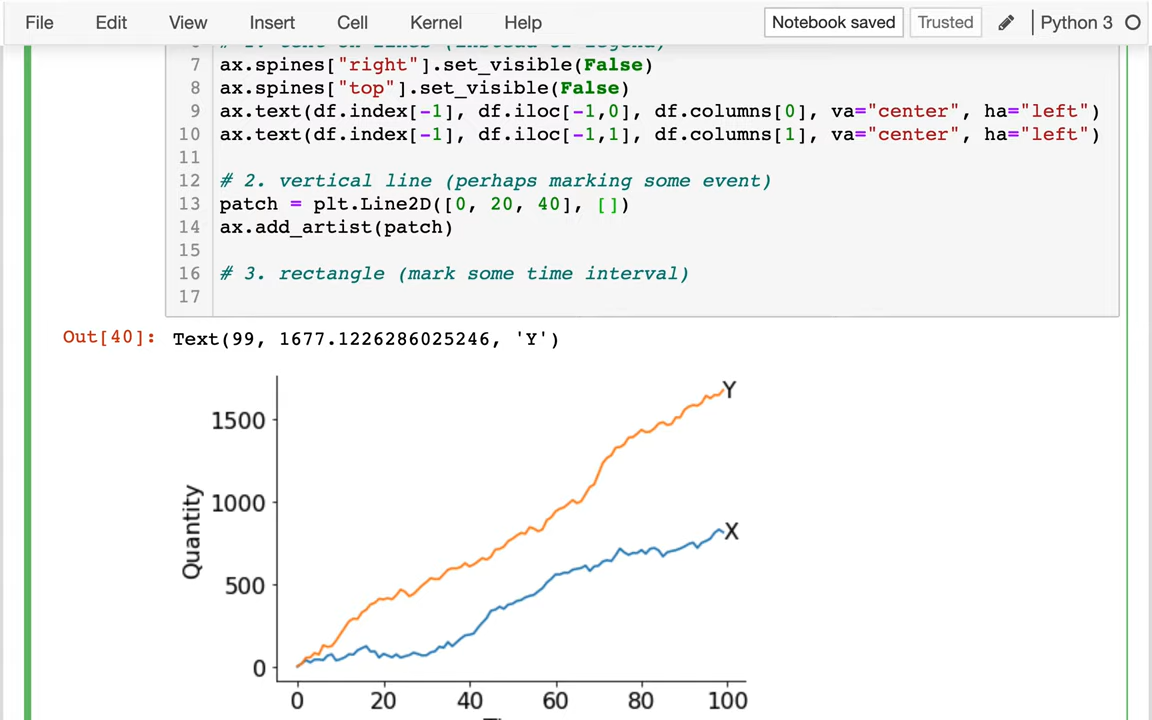 File Edit View Insert Cell Kernel Help Notebook saved Trusted Python 3
7 ax.spines["right"].set_visible(False)
8 ax.spines["top"].set_visible(False)
9 ax.text(df.index[-1], df.iloc[-1,0], df.columns[0], va="center", ha="left")
10 ax.text(df.index[-1], df.iloc[-1,1], df.columns[1], va="center", ha="left")
11
12 # 2. vertical line (perhaps marking some event)
13 patch = plt.Line2D([0, 20, 40], [])
14 ax.add_artist(patch)
15
16 # 3. rectangle (mark some time interval)
17
Out[40]: Text(99, 1677.1226286025246, 'Y')
Y
1500
1000
X
Quantity
500
0
0 20 40 60 80 100